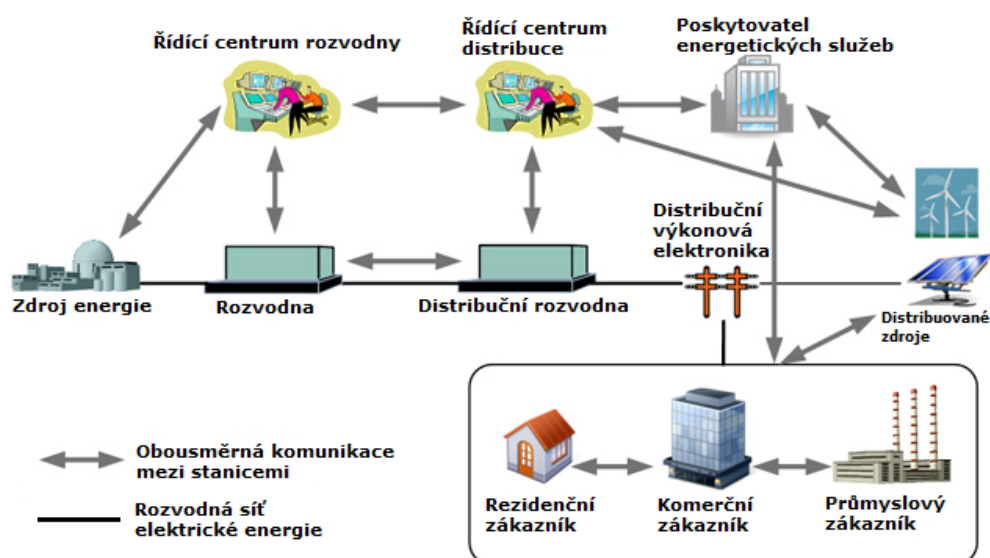 Řídící centrum rozvodny
Řídící centrum
distribuce
Poskytovatel
energetických služeb
Distribuční
výkonová
elektronika
Zdroj energie
Rozvodna
Distribuční rozvodna
Distribuované
zdroje
Obousměrná komunikace
mezi stanicemi
Rozvodná síť
elektrické energie
Rezidenční
zákazník
Komerční
zákazník
Průmyslový
zákazník